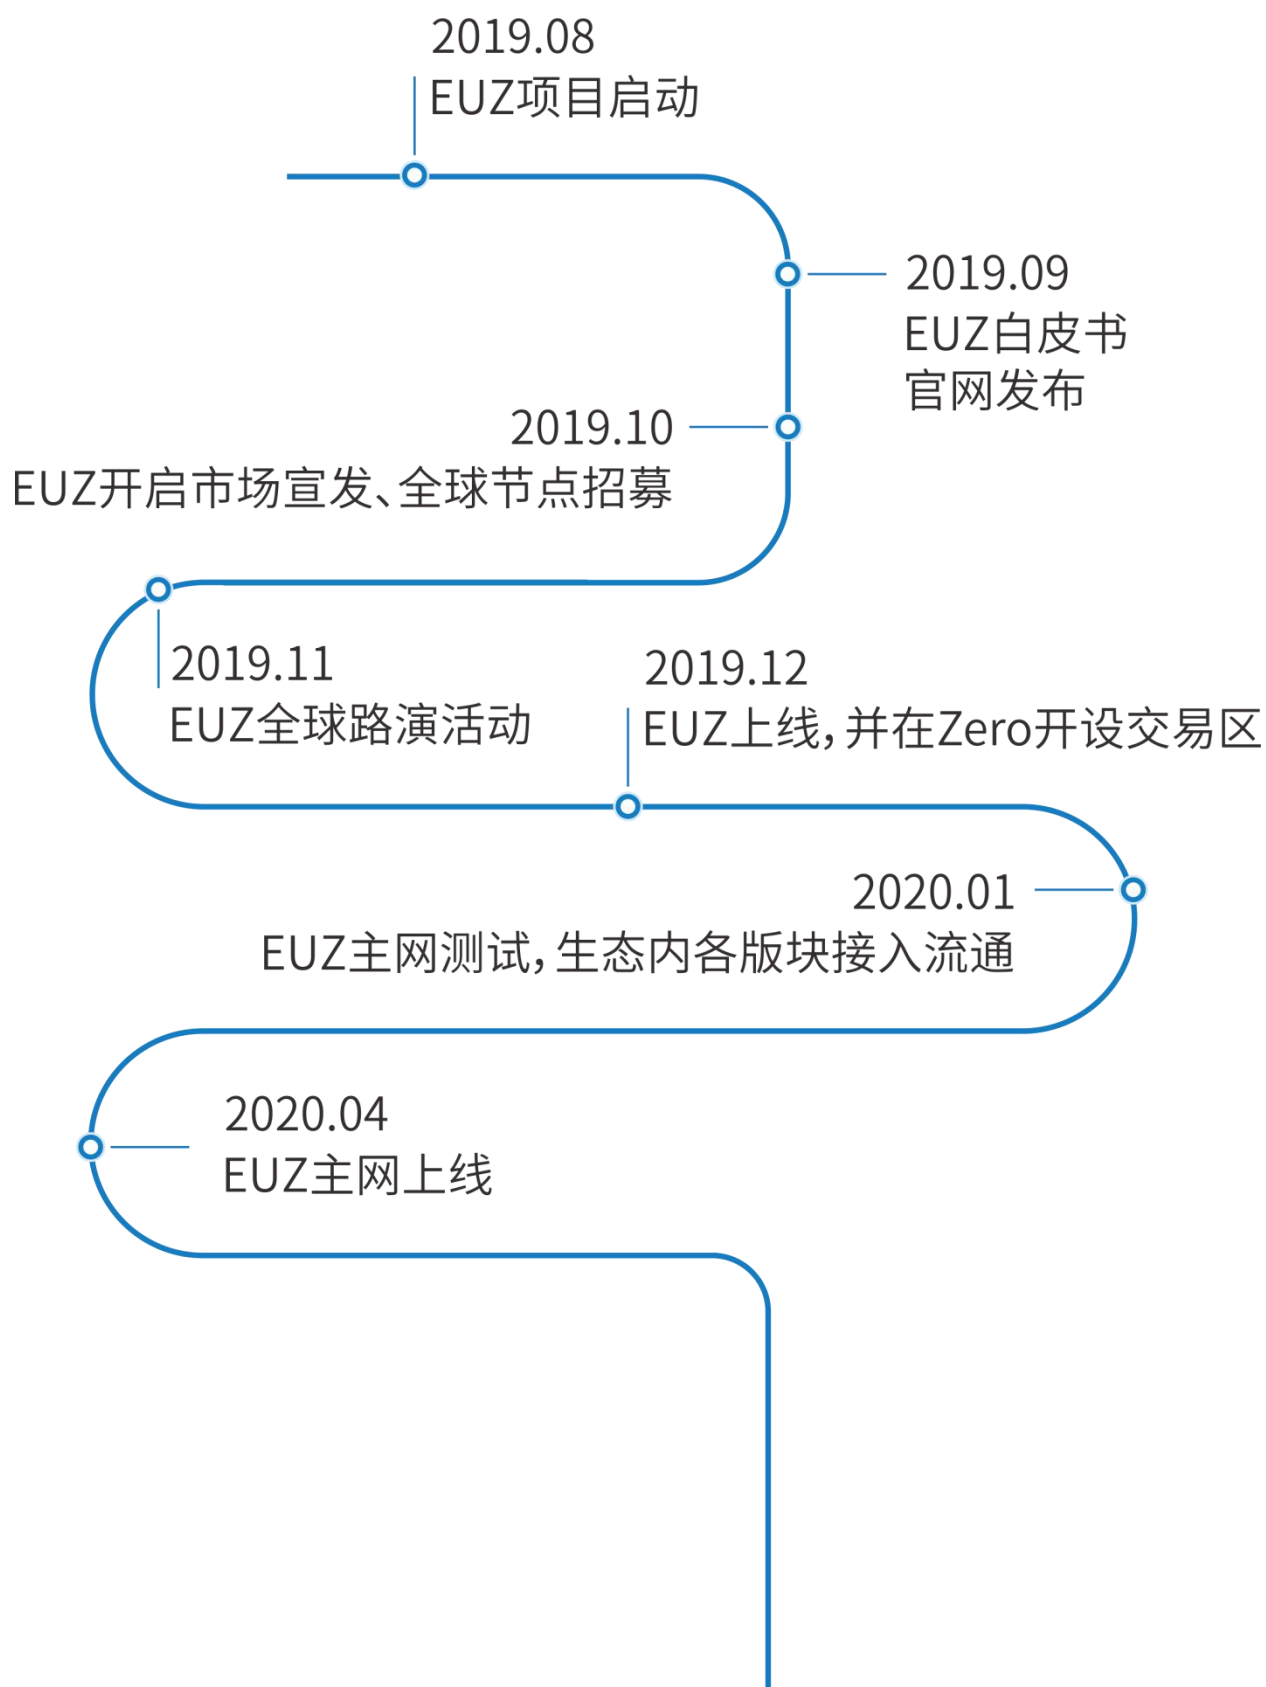 2019.08
EUZ项目启动
2019.09
EUZ白皮书
官网发布
2019.10
EUZ开启市场宣发、全球节点招募
2019.11
EUZ全球路演活动
2019.12
EUZ上线，并在Zero开设交易区
2020.01
EUZ主网测试，生态内各版块接入流通
2020.04
EUZ主网上线